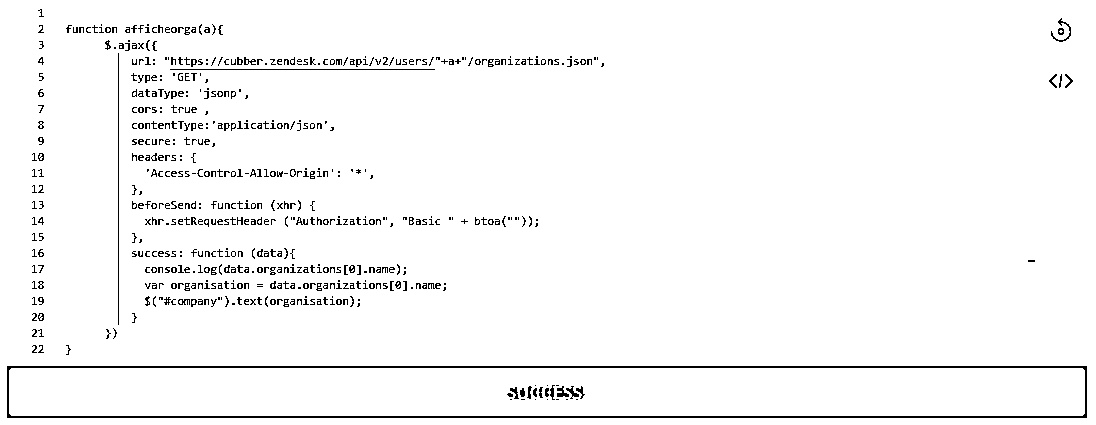 1
2 function afficheorga(a){
3 $.ajax({
4 url: "https://cubber.zendesk.com/api/v2/users/"+a+"/organizations.json",
5 type: 'GET',
6 dataType: 'jsonp',
7 cors: true ,
8 contentType:'application/json',
9 secure: true,
10 headers: {
11 'Access-Control-Allow-Origin': '*',
12 },
13 beforeSend: function (xhr) {
14 xhr.setRequestHeader ("Authorization", "Basic " + btoa(""));
15 },
16 success: function (data){
17 console.log(data.organizations[0].name);
18 var organisation = data.organizations[0].name;
19 $("#company").text(organisation);
20 }
21 })
22 }
SUCCESS